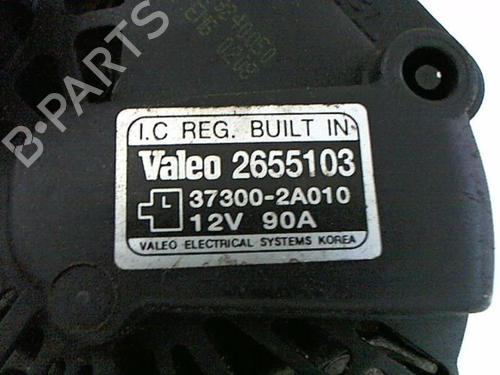 B-PARTS
I.C REG. BUILT IN
Valeo 2655103
L 37300-2A010
12V 90A
VALEO ELECTRICAL SYSTEMS KOREA